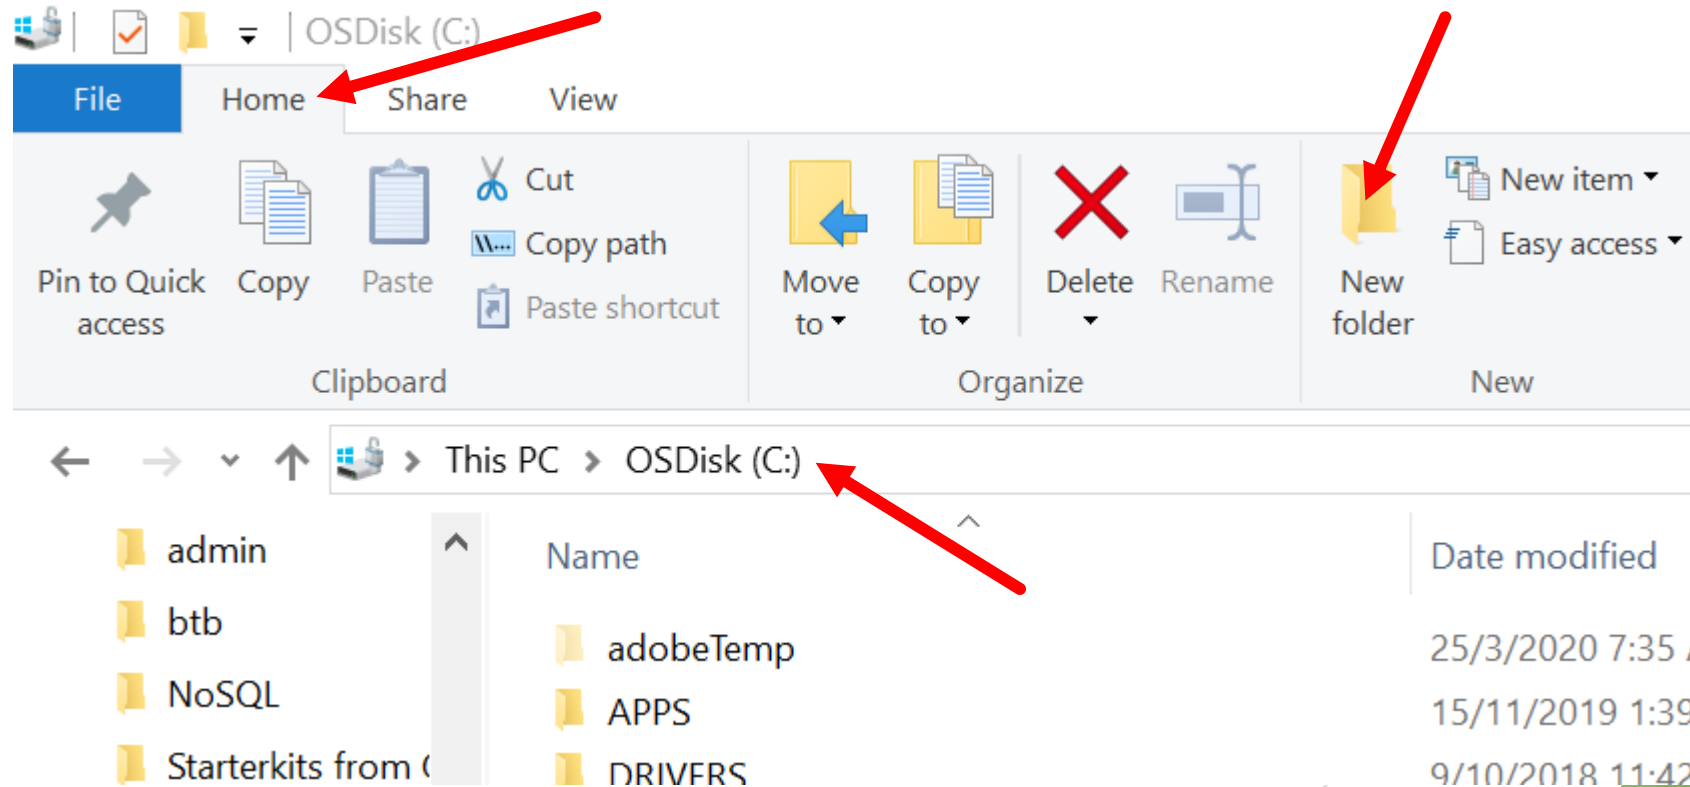 OSDisk (C:)
File Home Share View
Pin to Quick access
Copy
Paste
Cut
Copy path
Paste shortcut
Clipboard
Move to
Copy to
Delete
Rename
Organize
New folder
New item
Easy access
New
This PC > OSDisk (C:)
admin
btb
NoSQL
Starterkits from
Name Date modified
adobeTemp 25/3/2020 7:35
APPS 15/11/2019 1:39
DRIVERS 9/10/2018 11:42